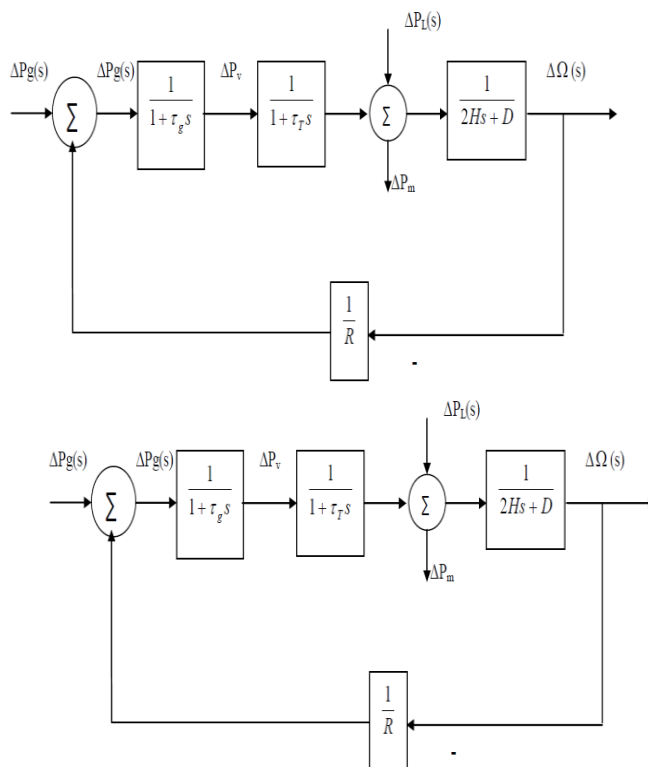 ΔP_L(s)
ΔPg(s) ΔPg(s) ΔP_v ΔΩ (s)
Σ 1/(1 + τ_g s) 1/(1 + τ_T s) Σ 1/(2Hs + D)
ΔP_m
1/R
-
ΔP_L(s)
ΔPg(s) ΔPg(s) ΔP_v ΔΩ (s)
Σ 1/(1 + τ_g s) 1/(1 + τ_T s) Σ 1/(2Hs + D)
ΔP_m
1/R
-